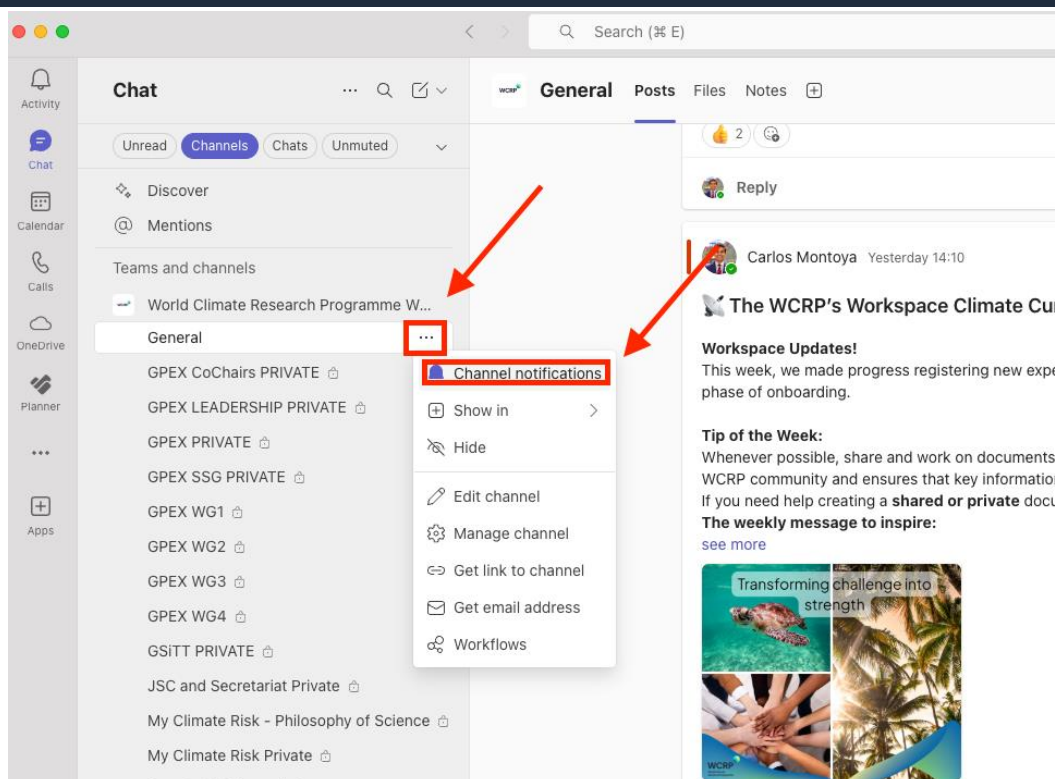 Search (⌘ E)
Activity
Chat
Calendar
Calls
OneDrive
Planner
Apps
Chat
Unread Channels Chats Unmuted
Discover
Mentions
Teams and channels
World Climate Research Programme W...
General
GPEX CoChairs PRIVATE
GPEX LEADERSHIP PRIVATE
GPEX PRIVATE
GPEX SSG PRIVATE
GPEX WG1
GPEX WG2
GPEX WG3
GPEX WG4
GSiTT PRIVATE
JSC and Secretariat Private
My Climate Risk - Philosophy of Science
My Climate Risk Private
Channel notifications
Show in
Hide
Edit channel
Manage channel
Get link to channel
Get email address
Workflows
WCRP General Posts Files Notes
2
Reply
Carlos Montoya Yesterday 14:10
The WCRP's Workspace Climate Cu
Workspace Updates!
This week, we made progress registering new expe
phase of onboarding.
Tip of the Week:
Whenever possible, share and work on documents
WCRP community and ensures that key informatio
If you need help creating a shared or private docu
The weekly message to inspire:
see more
Transforming challenge into
strength
WCRP